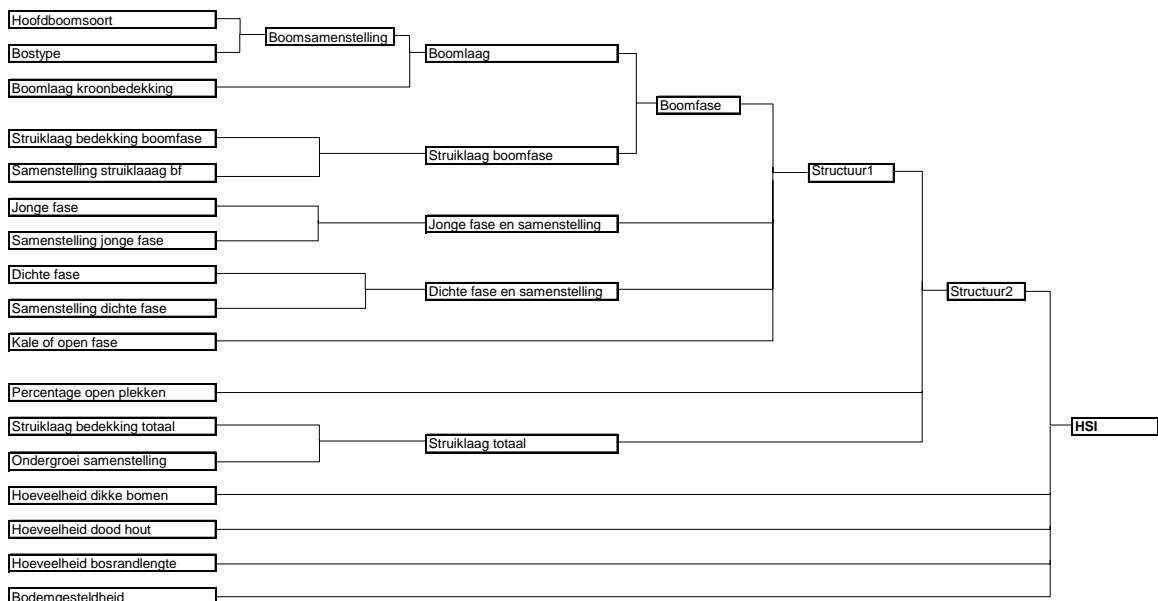 Hoofdboomsoort
Boomsamenstelling
Bostype
Boomlaag
Boomlaag kroonbedekking
Boomfase
Struiklaag bedekking boomfase
Struiklaag boomfase
Samenstelling struiklaaag bf
Structuur1
Jonge fase
Jonge fase en samenstelling
Samenstelling jonge fase
Dichte fase
Dichte fase en samenstelling
Structuur2
Samenstelling dichte fase
Kale of open fase
Percentage open plekken
Struiklaag bedekking totaal
HSI
Struiklaag totaal
Ondergroei samenstelling
Hoeveelheid dikke bomen
Hoeveelheid dood hout
Hoeveelheid bosrandlengte
Bodemgesteldheid